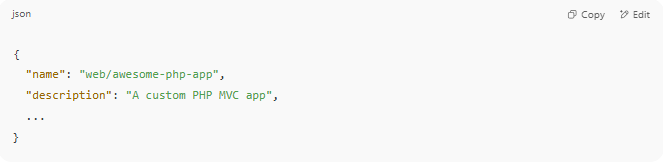 json
Copy
Edit
{
"name": "web/awesome-php-app",
"description": "A custom PHP MVC app",
...
}